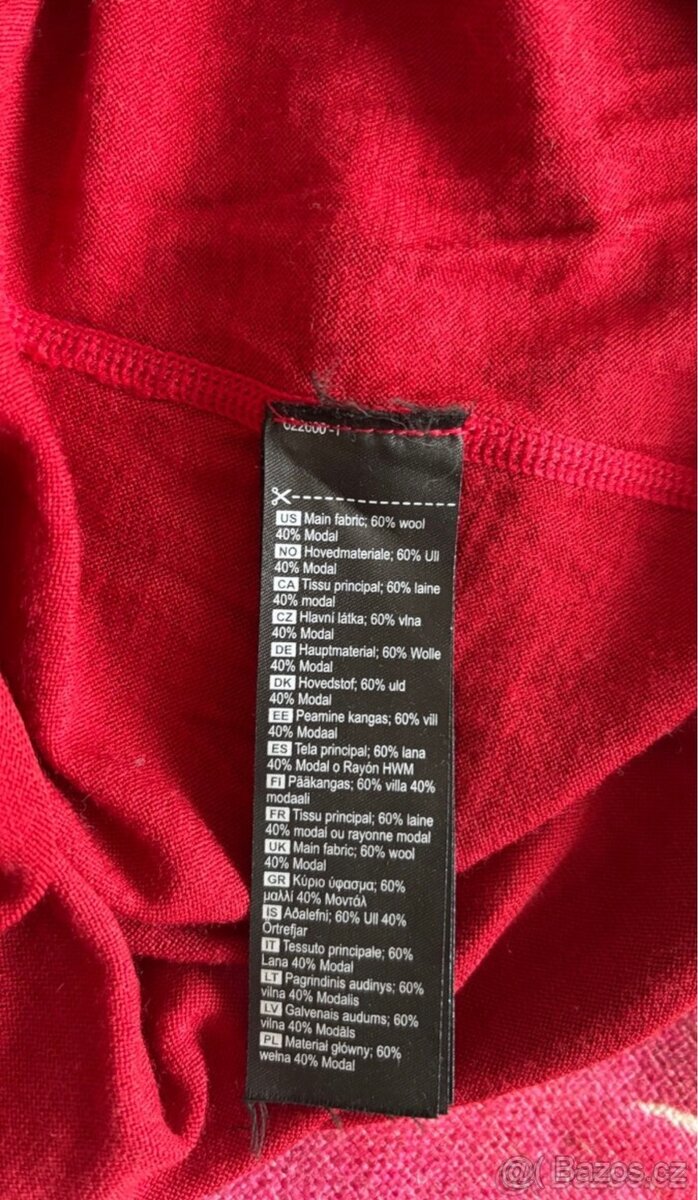 022600-1
US Main fabric; 60% wool
40% Modal
NO Hovedmateriale; 60% Ull
40% Modal
CA Tissu principal; 60% laine
40% modal
CZ Hlavní látka; 60% vlna
40% Modal
DE Hauptmaterial; 60% Wolle
40% Modal
DK Hovedstof; 60% uld
40% Modal
EE Peamine kangas; 60% vill
40% Modaal
ES Tela principal; 60% lana
40% Modal o Rayón HWM
FI Pääkangas; 60% villa 40%
modaali
FR Tissu principal; 60% laine
40% modal ou rayonne modal
UK Main fabric; 60% wool
40% Modal
GR Κύριο ύφασμα; 60%
μαλλί 40% Μοντάλ
IS Aðalefni; 60% Ull 40%
Örtrefjar
IT Tessuto principale; 60%
Lana 40% Modal
LT Pagrindinis audinys; 60%
vilna 40% Modalis
LV Galvenais audums; 60%
vilna 40% Modāls
PL Materiał główny; 60%
wełna 40% Modal
Bazos.cz